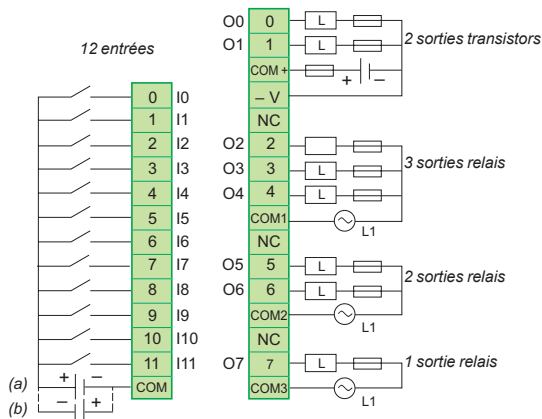 12 entrées
0 I0
1 I1
2 I2
3 I3
4 I4
5 I5
6 I6
7 I7
8 I8
9 I9
10 I10
11 I11
(a) + − COM
(b) − +
O0 0 L
O1 1 L
2 sorties transistors
COM + + −
– V
NC
O2 2
O3 3 L
3 sorties relais
O4 4 L
COM1 L1
NC
O5 5 L
2 sorties relais
O6 6 L
COM2 L1
NC
O7 7 L
1 sortie relais
COM3 L1